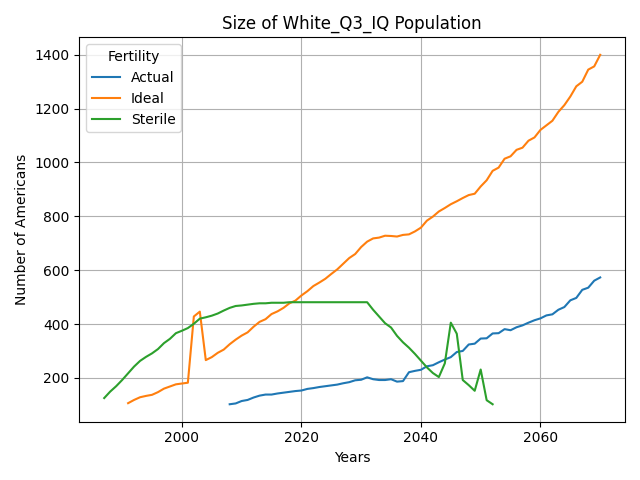 Size of White_Q3_IQ Population
Fertility
Actual
Ideal
Sterile
Number of Americans
1400
1200
1000
800
600
400
200
2000
2020
2040
2060
Years